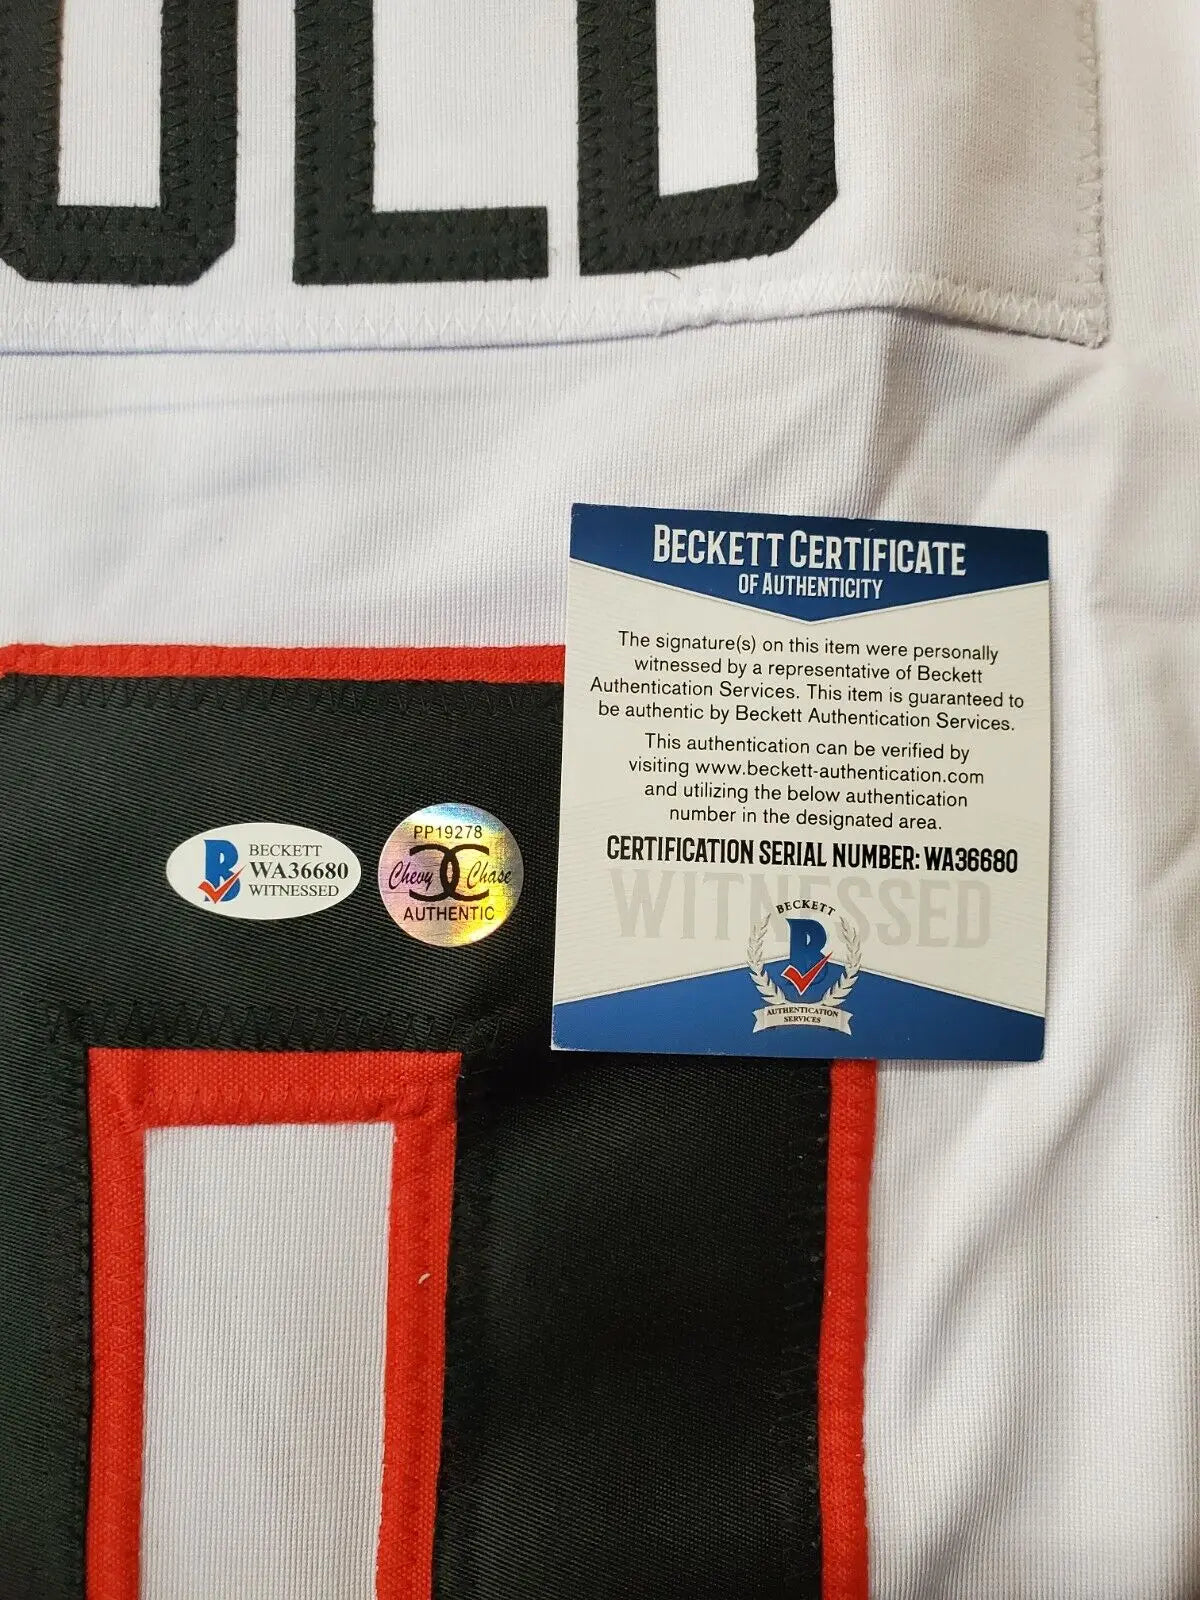 OLD
BECKETT CERTIFICATE
OF AUTHENTICITY
The signature(s) on this item were personally
witnessed by a representative of Beckett
Authentication Services. This item is guaranteed to
be authentic by Beckett Authentication Services.
This authentication can be verified by
visiting www.beckett-authentication.com
and utilizing the below authentication
number in the designated area.
CERTIFICATION SERIAL NUMBER: WA36680
WITNESSED
BECKETT
B
AUTHENTICATION
SERVICES
B
BECKETT
WA36680
WITNESSED
PP19278
CC
Chevy Chase
AUTHENTIC